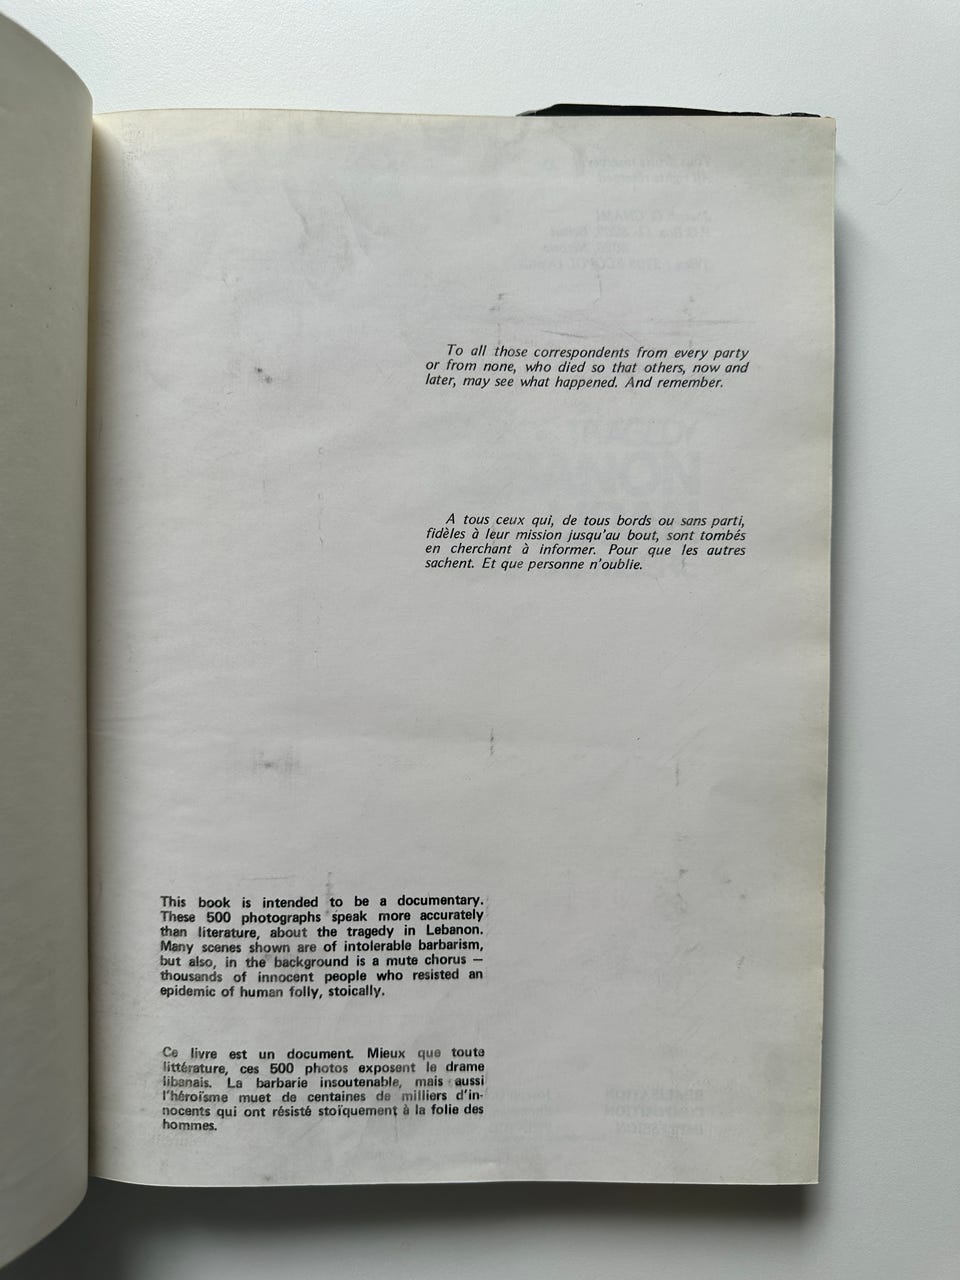 To all those correspondents from every party
or from none, who died so that others, now and
later, may see what happened. And remember.
A tous ceux qui, de tous bords ou sans parti,
fidèles à leur mission jusqu'au bout, sont tombés
en cherchant à informer. Pour que les autres
sachent. Et que personne n'oublie.
This book is intended to be a documentary.
These 500 photographs speak more accurately
than literature, about the tragedy in Lebanon.
Many scenes shown are of intolerable barbarism,
but also, in the background is a mute chorus —
thousands of innocent people who resisted an
epidemic of human folly, stoically.
Ce livre est un document. Mieux que toute
littérature, ces 500 photos exposent le drame
libanais. La barbarie insoutenable, mais aussi
l'héroïsme muet de centaines de milliers d'in-
nocents qui ont résisté stoïquement à la folie des
hommes.